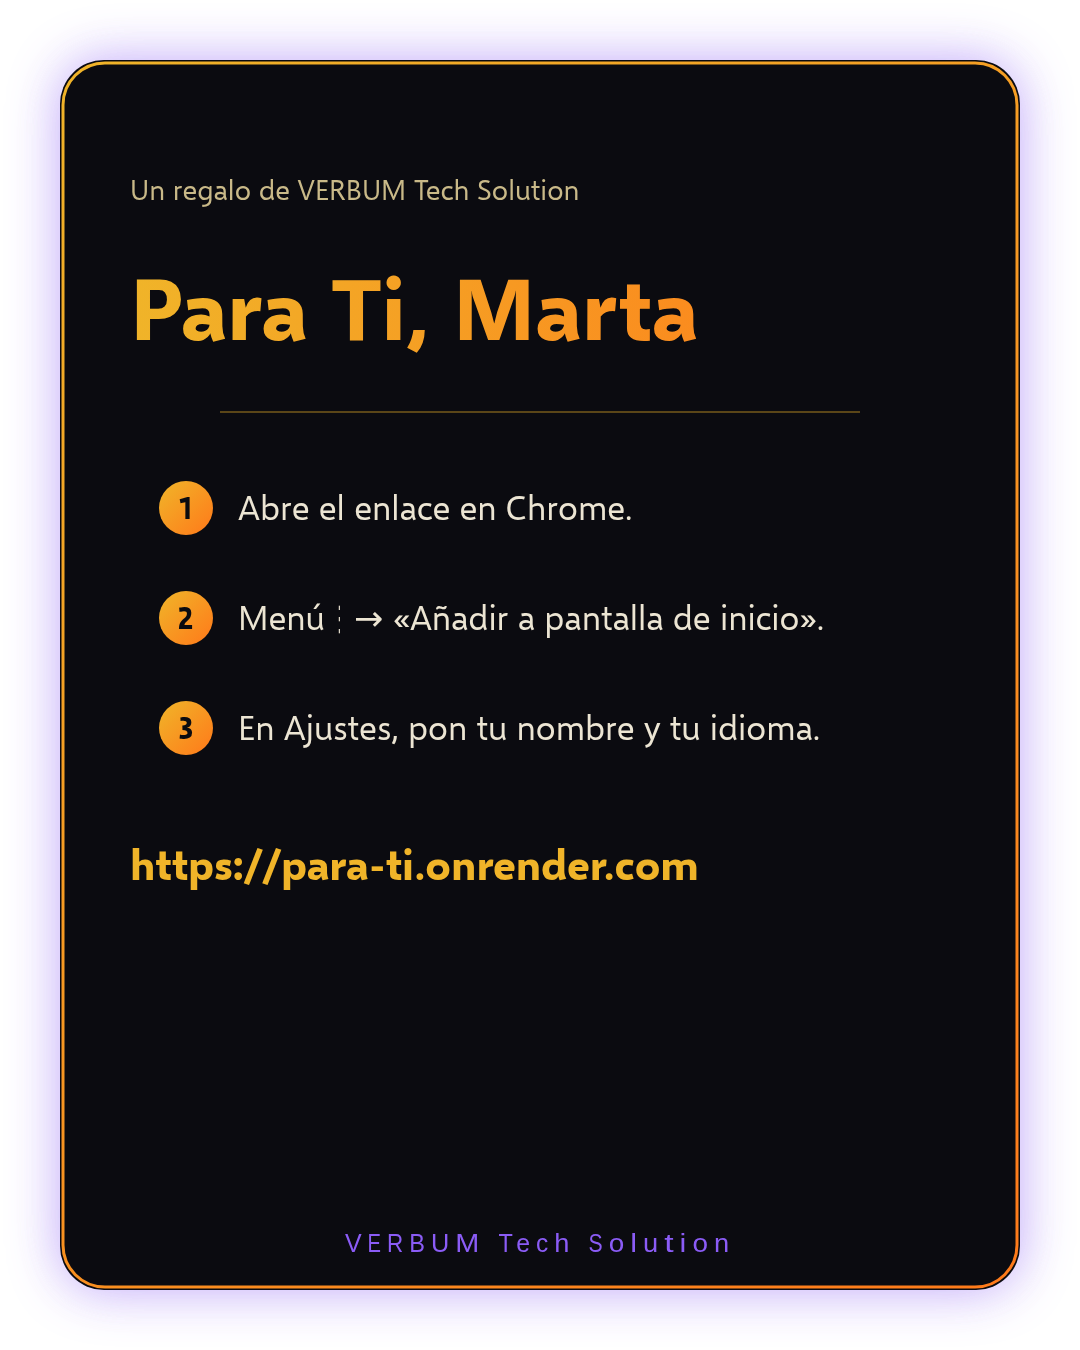 Un regalo de VERBUM Tech Solution
Para Ti, Marta
1 Abre el enlace en Chrome.
2 Menú ⋮ → «Añadir a pantalla de inicio».
3 En Ajustes, pon tu nombre y tu idioma.
https://para-ti.onrender.com
VERBUM Tech Solution